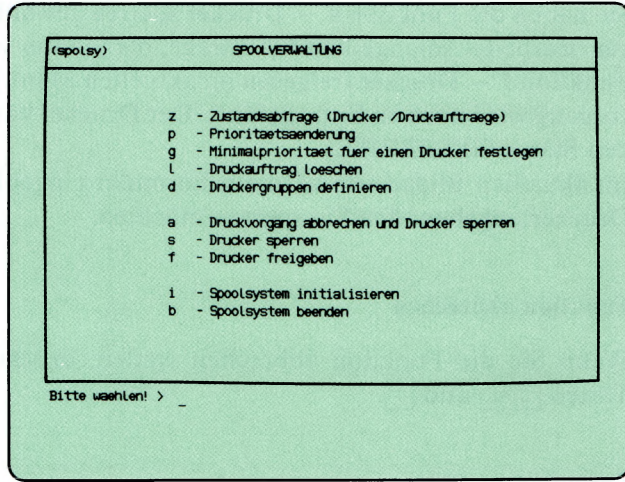 (spolsy) SPOOLVERWALTUNG
z - Zustandsabfrage (Drucker /Druckauftraege)
p - Prioritaetsaenderung
g - Minimalprioritaet fuer einen Drucker festlegen
l - Druckauftrag loeschen
d - Druckergruppen definieren
a - Druckvorgang abbrechen und Drucker sperren
s - Drucker sperren
f - Drucker freigeben
i - Spoolsystem initialisieren
b - Spoolsystem beenden
Bitte waehlen! > _